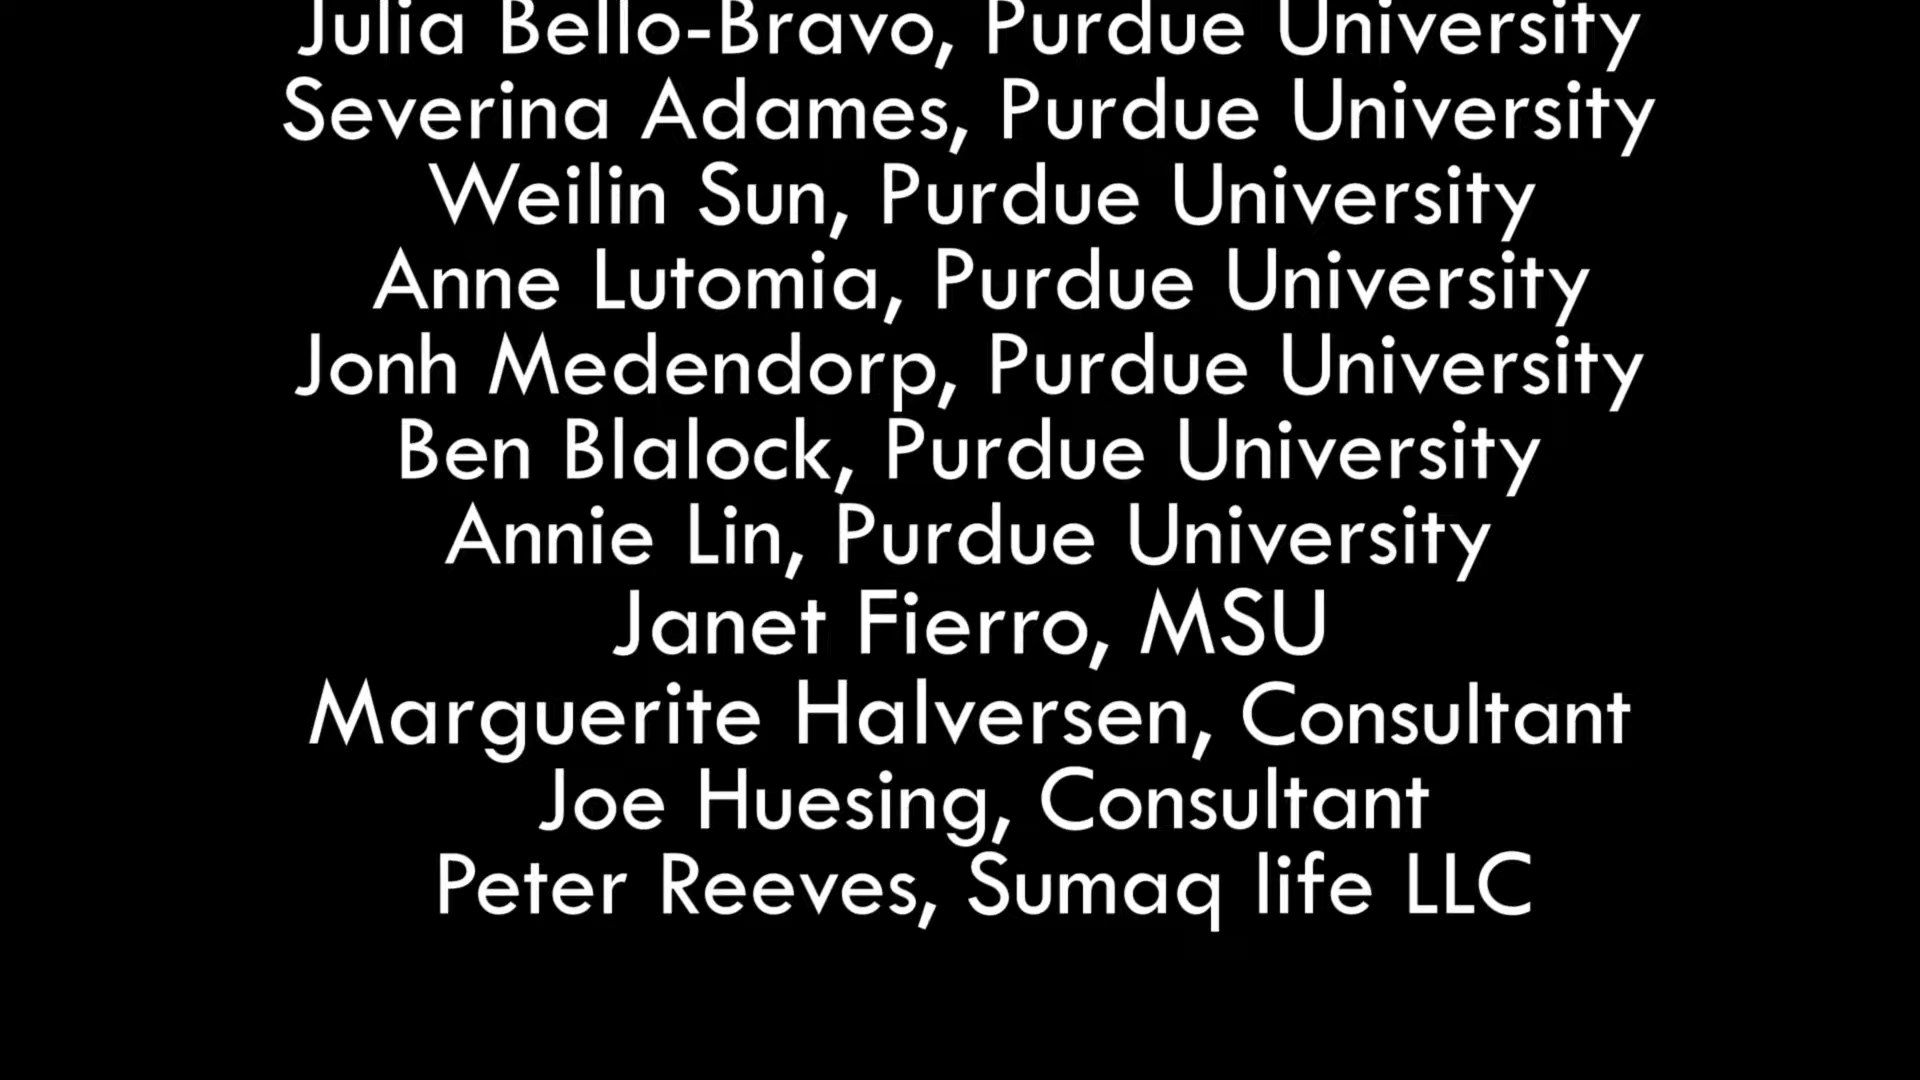 Julia Bello-Bravo, Purdue University
Severina Adames, Purdue University
Weilin Sun, Purdue University
Anne Lutomia, Purdue University
Jonh Medendorp, Purdue University
Ben Blalock, Purdue University
Annie Lin, Purdue University
Janet Fierro, MSU
Marguerite Halversen, Consultant
Joe Huesing, Consultant
Peter Reeves, Sumaq life LLC